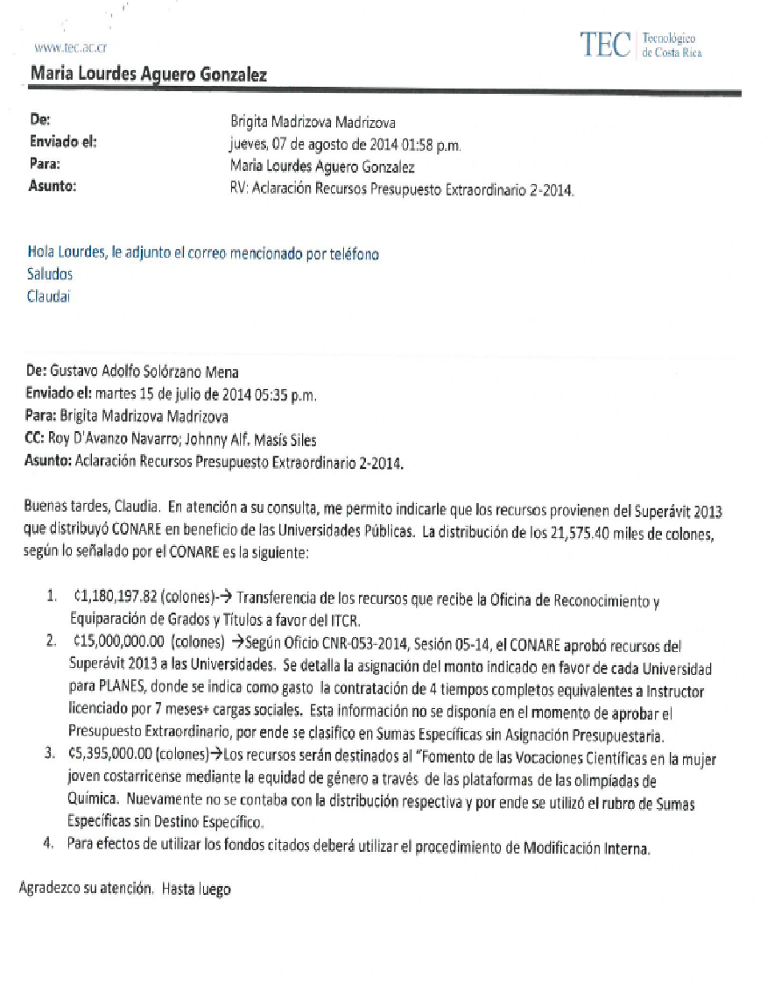 www.tec.ac.cr
TEC Tecnológico
de Costa Rica
Maria Lourdes Aguero Gonzalez
De: Brigita Madrizova Madrizova
Enviado el: jueves, 07 de agosto de 2014 01:58 p.m.
Para: Maria Lourdes Aguero Gonzalez
Asunto: RV: Aclaración Recursos Presupuesto Extraordinario 2-2014.
Hola Lourdes, le adjunto el correo mencionado por teléfono
Saludos
Claudai
De: Gustavo Adolfo Solórzano Mena
Enviado el: martes 15 de julio de 2014 05:35 p.m.
Para: Brigita Madrizova Madrizova
CC: Roy D'Avanzo Navarro; Johnny Alf. Masís Siles
Asunto: Aclaración Recursos Presupuesto Extraordinario 2-2014.
Buenas tardes, Claudia. En atención a su consulta, me permito indicarle que los recursos provienen del Superávit 2013
que distribuyó CONARE en beneficio de las Universidades Públicas. La distribución de los 21,575.40 miles de colones,
según lo señalado por el CONARE es la siguiente:
1. ¢1,180,197.82 (colones)-→ Transferencia de los recursos que recibe la Oficina de Reconocimiento y
Equiparación de Grados y Títulos a favor del ITCR.
2. ¢15,000,000.00 (colones) →Según Oficio CNR-053-2014, Sesión 05-14, el CONARE aprobó recursos del
Superávit 2013 a las Universidades. Se detalla la asignación del monto indicado en favor de cada Universidad
para PLANES, donde se indica como gasto la contratación de 4 tiempos completos equivalentes a Instructor
licenciado por 7 meses+ cargas sociales. Esta información no se disponía en el momento de aprobar el
Presupuesto Extraordinario, por ende se clasifico en Sumas Específicas sin Asignación Presupuestaria.
3. ¢5,395,000.00 (colones)→Los recursos serán destinados al "Fomento de las Vocaciones Científicas en la mujer
joven costarricense mediante la equidad de género a través de las plataformas de las olimpíadas de
Química. Nuevamente no se contaba con la distribución respectiva y por ende se utilizó el rubro de Sumas
Específicas sin Destino Específico.
4. Para efectos de utilizar los fondos citados deberá utilizar el procedimiento de Modificación Interna.
Agradezco su atención. Hasta luego